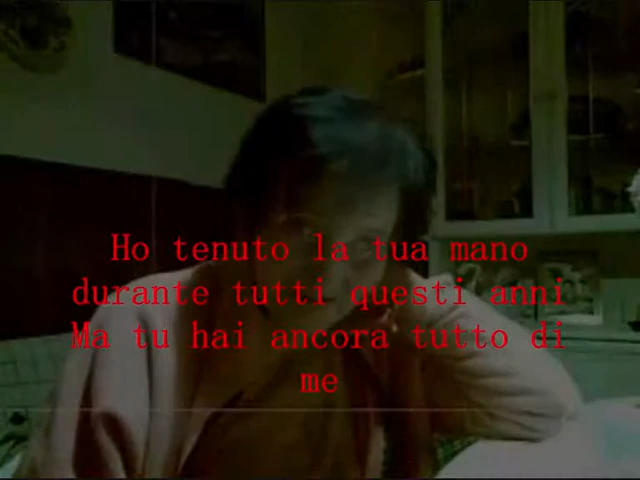 Ho tenuto la tua mano
durante tutti questi anni
Ma tu hai ancora tutto di
me